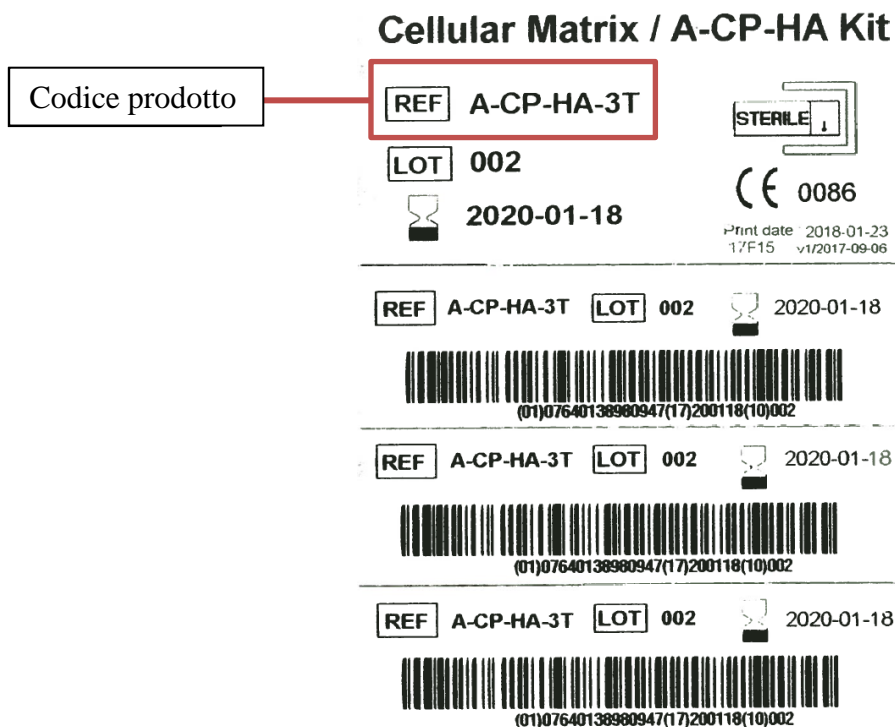 Cellular Matrix / A-CP-HA Kit
Codice prodotto
REF A-CP-HA-3T
STERILE
LOT 002
CE 0086
2020-01-18
Print date 2018-01-23
17F15 v1/2017-09-06
REF A-CP-HA-3T LOT 002 2020-01-18
(01)07640138980947(17)200118(10)002
REF A-CP-HA-3T LOT 002 2020-01-18
(01)07640138980947(17)200118(10)002
REF A-CP-HA-3T LOT 002 2020-01-18
(01)07640138980947(17)200118(10)002